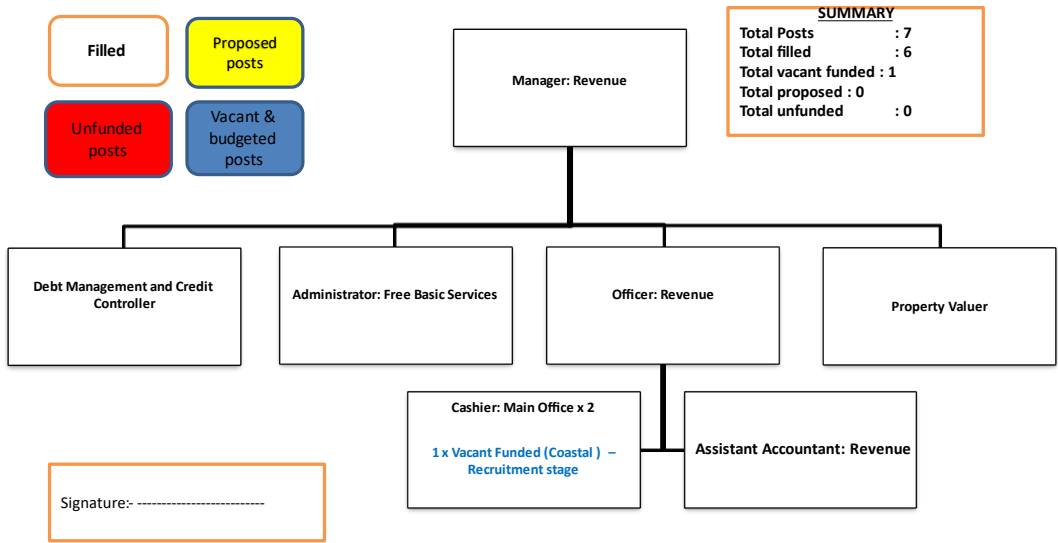 Filled
Proposed
posts
Unfunded
posts
Vacant &
budgeted
posts
SUMMARY
Total Posts : 7
Total filled : 6
Total vacant funded : 1
Total proposed : 0
Total unfunded : 0
Manager: Revenue
Debt Management and Credit
Controller
Administrator: Free Basic Services
Officer: Revenue
Property Valuer
Cashier: Main Office x 2
1 x Vacant Funded (Coastal ) –
Recruitment stage
Assistant Accountant: Revenue
Signature:- --------------------------